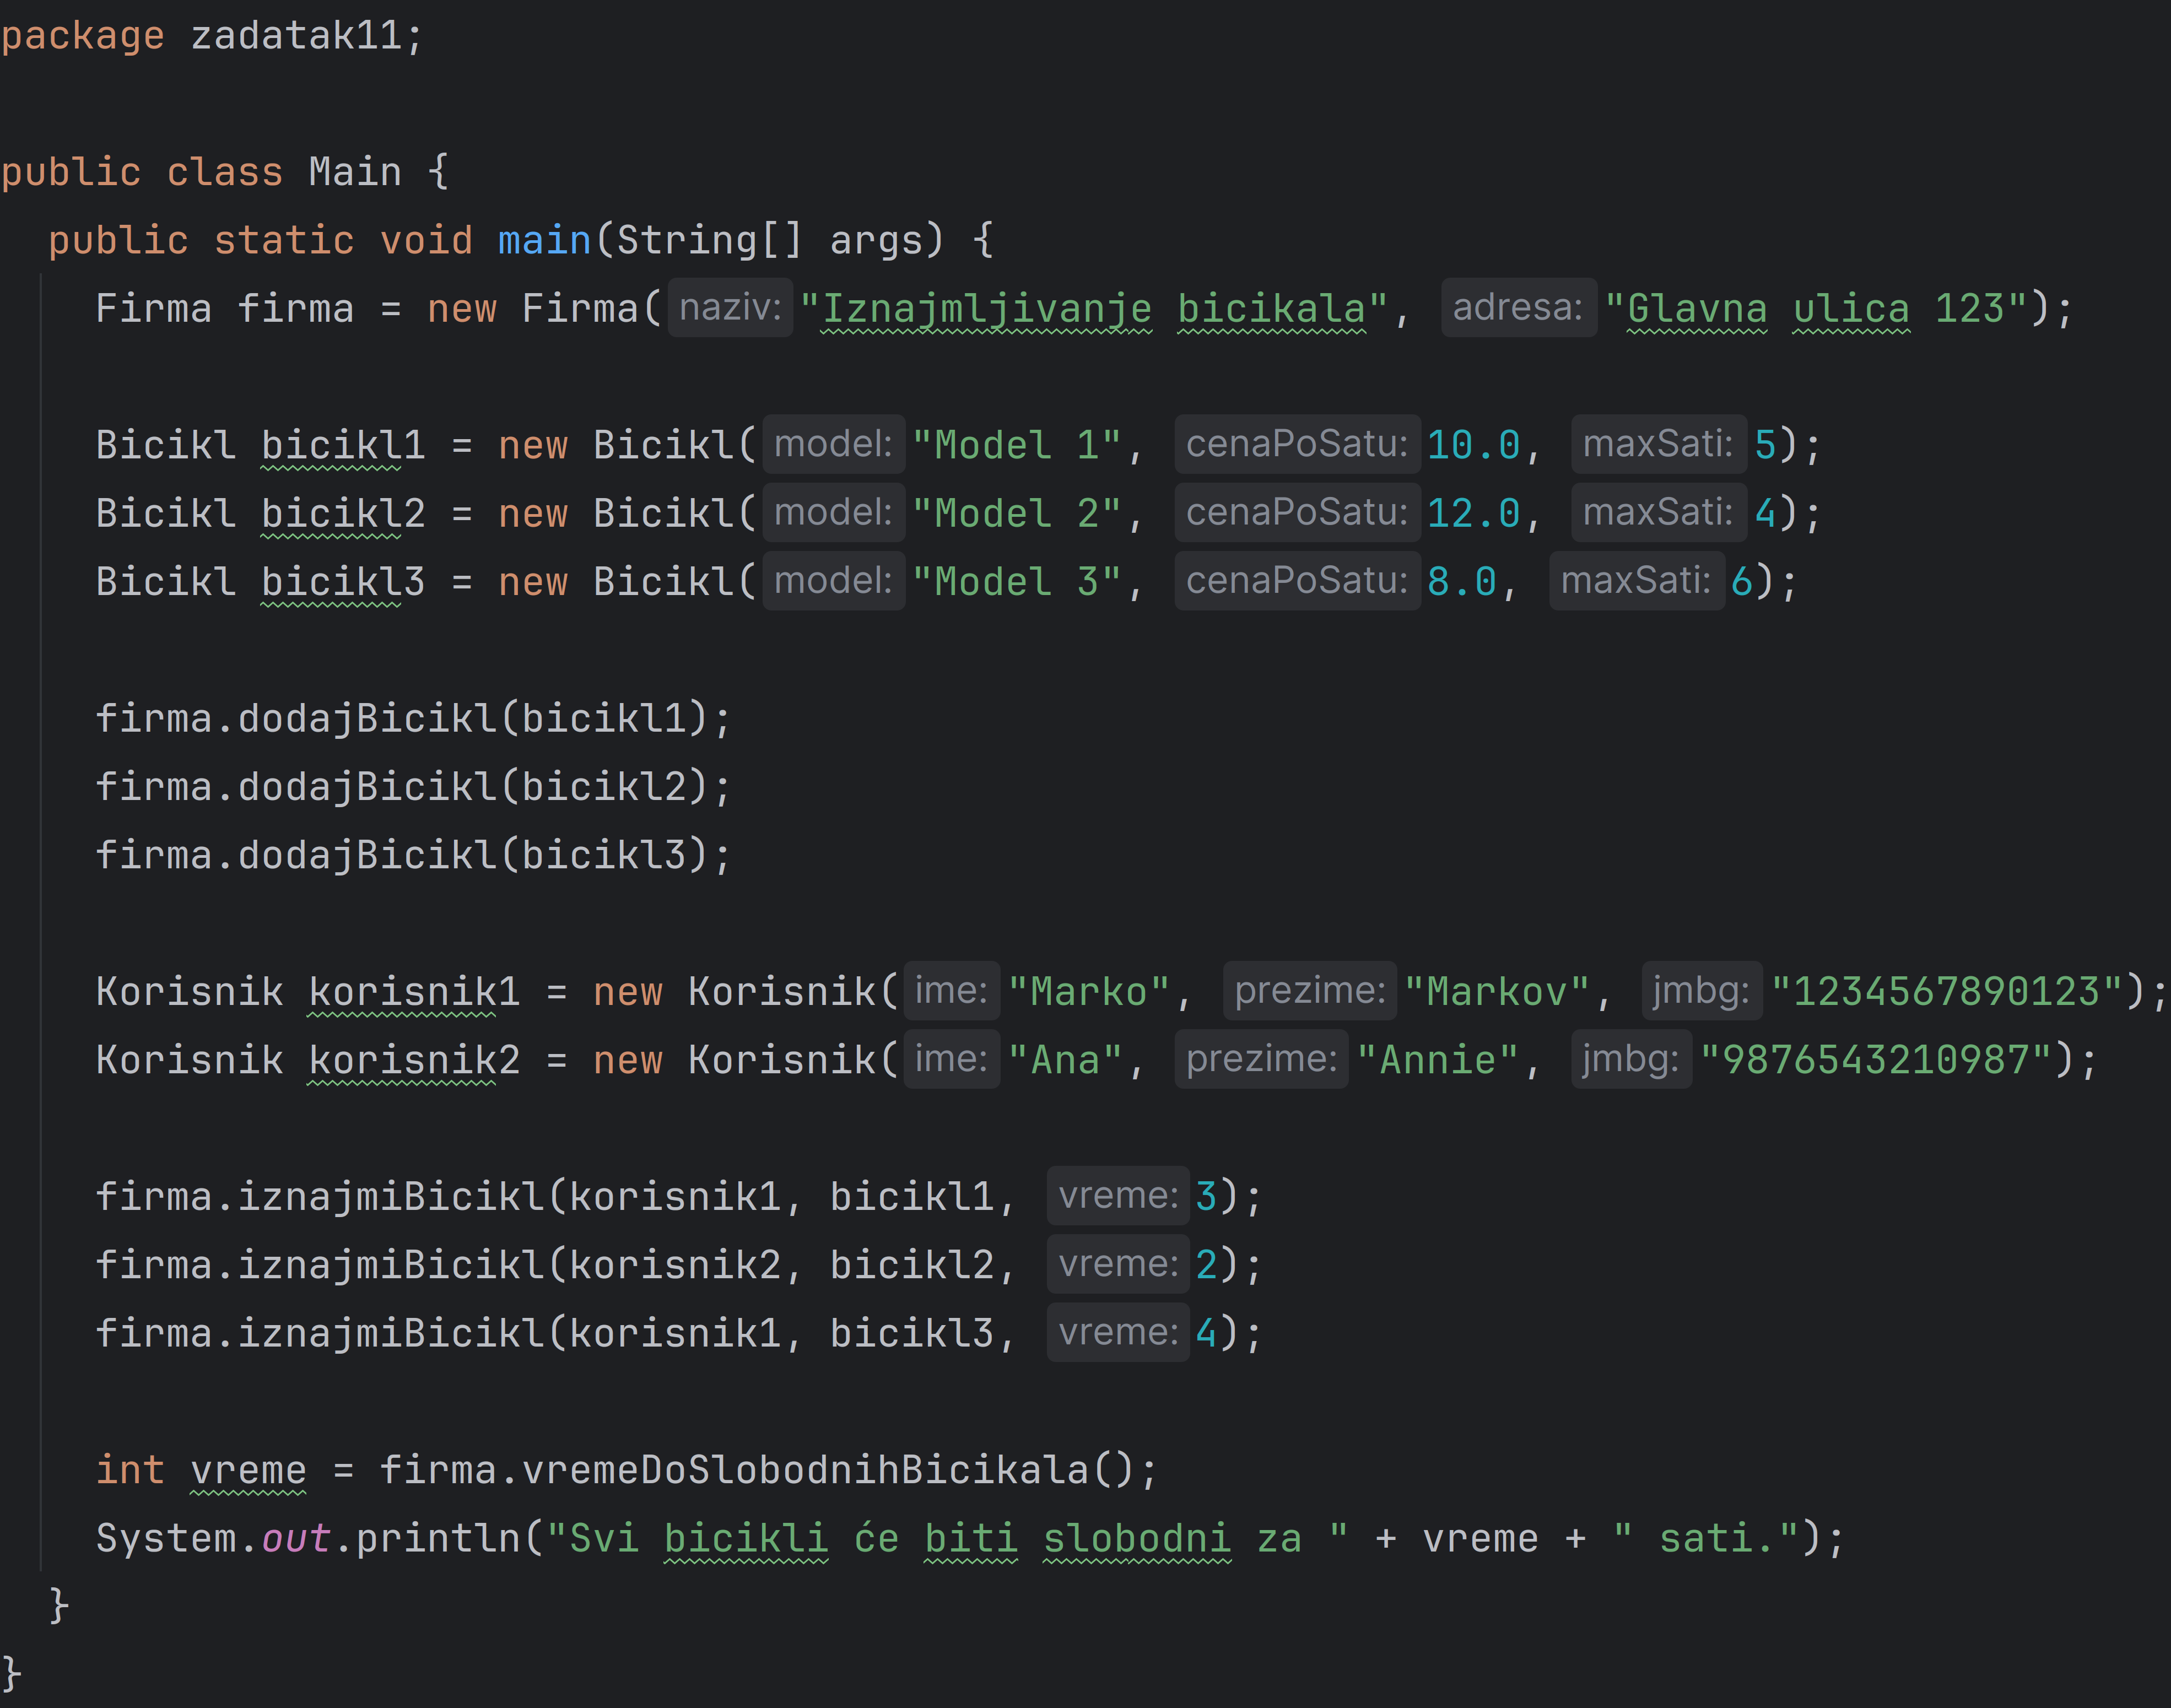 package zadatak11;
public class Main {
public static void main(String[] args) {
Firma firma = new Firma( naziv: "Iznajmljivanje bicikala", adresa: "Glavna ulica 123");
Bicikl bicikl1 = new Bicikl( model: "Model 1", cenaPoSatu: 10.0, maxSati: 5);
Bicikl bicikl2 = new Bicikl( model: "Model 2", cenaPoSatu: 12.0, maxSati: 4);
Bicikl bicikl3 = new Bicikl( model: "Model 3", cenaPoSatu: 8.0, maxSati: 6);
firma.dodajBicikl(bicikl1);
firma.dodajBicikl(bicikl2);
firma.dodajBicikl(bicikl3);
Korisnik korisnik1 = new Korisnik( ime: "Marko", prezime: "Markov", jmbg: "1234567890123");
Korisnik korisnik2 = new Korisnik( ime: "Ana", prezime: "Annie", jmbg: "9876543210987");
firma.iznajmiBicikl(korisnik1, bicikl1, vreme: 3);
firma.iznajmiBicikl(korisnik2, bicikl2, vreme: 2);
firma.iznajmiBicikl(korisnik1, bicikl3, vreme: 4);
int vreme = firma.vremeDoSlobodnihBicikala();
System.out.println("Svi bicikli će biti slobodni za " + vreme + " sati.");
}
}